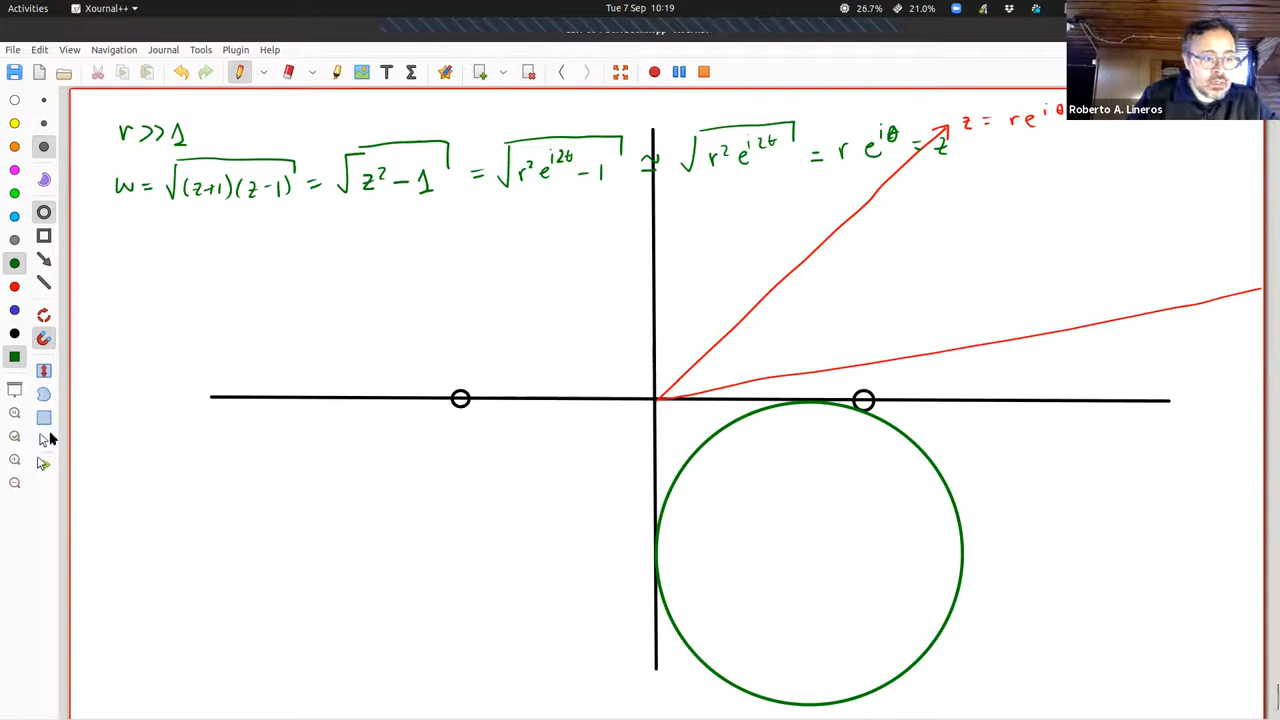 Activities Xournal++ Tue 7 Sep 10:19 26.7% 21.0%
File Edit View Navigation Journal Tools Plugin Help
Roberto A. Lineros
z = r e^{iθ}
r >> 1
w = √((z+1)(z-1)) = √(z² - 1) = √(r² e^{i2θ} - 1) ≈ √(r² e^{i2θ}) = r e^{iθ} = z